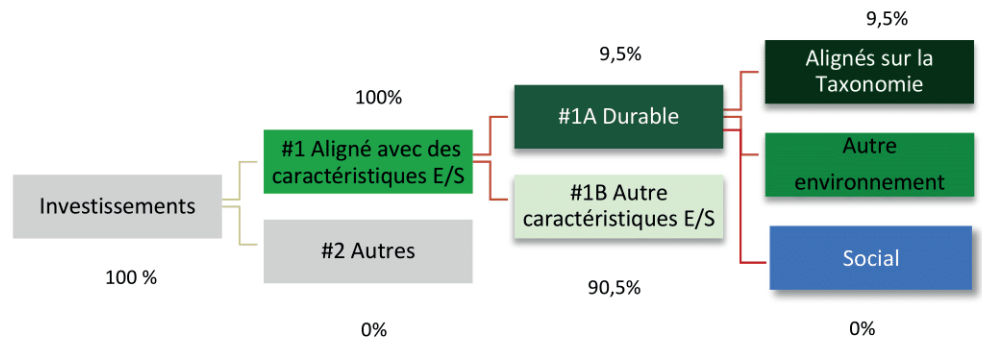 9,5%
Alignés sur la
Taxonomie
9,5%
#1A Durable
100%
#1 Aligné avec des
caractéristiques E/S
Autre
environnement
Investissements
#1B Autre
caractéristiques E/S
#2 Autres
Social
100 %
90,5%
0%
0%